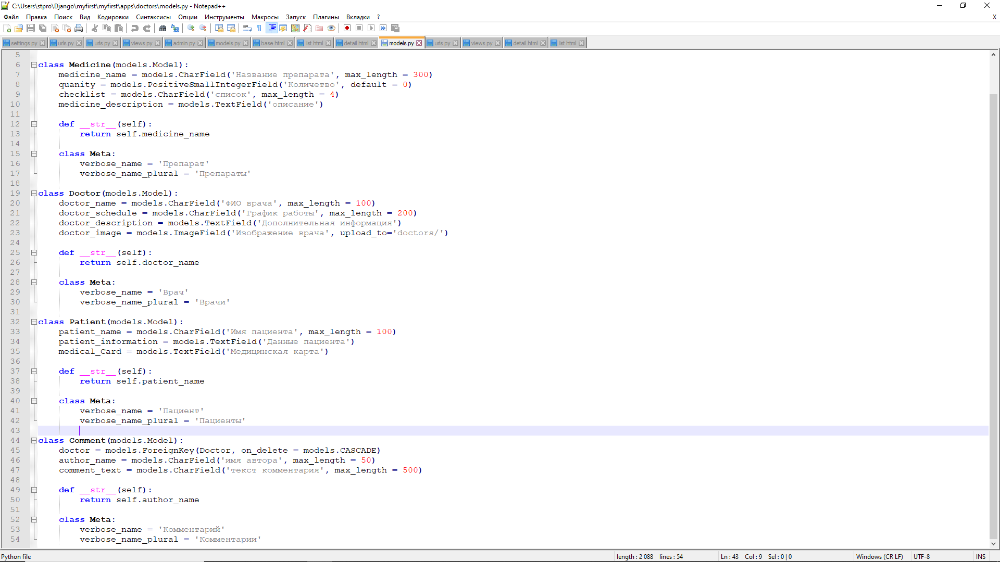 C:\Users\stpro\Django\myfirst\myfirst\apps\doctors\models.py - Notepad++
Файл Правка Поиск Вид Кодировки Синтаксисы Опции Инструменты Макросы Запуск Плагины Вкладки ? X
settings.py urls.py urls.py views.py admin.py models.py base.html list.html detail.html models.py urls.py views.py detail.html list.html
5
6 class Medicine(models.Model):
7 medicine_name = models.CharField('Название препарата', max_length = 300)
8 quanity = models.PositiveSmallIntegerField('Количетво', default = 0)
9 checklist = models.CharField('список', max_length = 4)
10 medicine_description = models.TextField('описание')
11
12 def __str__(self):
13 return self.medicine_name
14
15 class Meta:
16 verbose_name = 'Препарат'
17 verbose_name_plural = 'Препараты'
18
19 class Doctor(models.Model):
20 doctor_name = models.CharField('ФИО врача', max_length = 100)
21 doctor_schedule = models.CharField('График работы', max_length = 200)
22 doctor_description = models.TextField('Дополнительная информация')
23 doctor_image = models.ImageField('Изображение врача', upload_to='doctors/')
24
25 def __str__(self):
26 return self.doctor_name
27
28 class Meta:
29 verbose_name = 'Врач'
30 verbose_name_plural = 'Врачи'
31
32 class Patient(models.Model):
33 patient_name = models.CharField('Имя пациента', max_length = 100)
34 patient_information = models.TextField('Данные пациента')
35 medical_Card = models.TextField('Медицинская карта')
36
37 def __str__(self):
38 return self.patient_name
39
40 class Meta:
41 verbose_name = 'Пациент'
42 verbose_name_plural = 'Пациенты'
43
44 class Comment(models.Model):
45 doctor = models.ForeignKey(Doctor, on_delete = models.CASCADE)
46 author_name = models.CharField('имя автора', max_length = 50)
47 comment_text = models.CharField('текст комментария', max_length = 500)
48
49 def __str__(self):
50 return self.author_name
51
52 class Meta:
53 verbose_name = 'Комментарий'
54 verbose_name_plural = 'Комментарии'
Python file length : 2 088 lines : 54 Ln : 43 Col : 9 Sel : 0 | 0 Windows (CR LF) UTF-8 INS